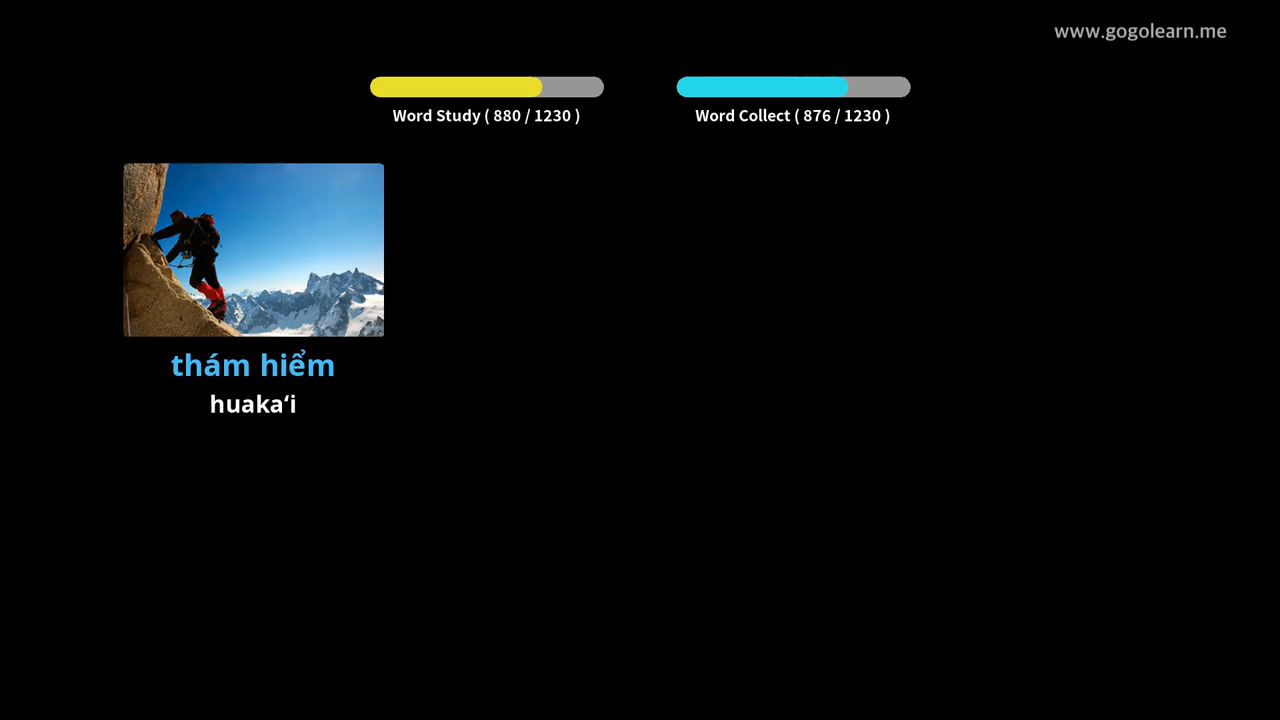 www.gogolearn.me
Word Study ( 880 / 1230 )
Word Collect ( 876 / 1230 )
thám hiểm
huakaʻi